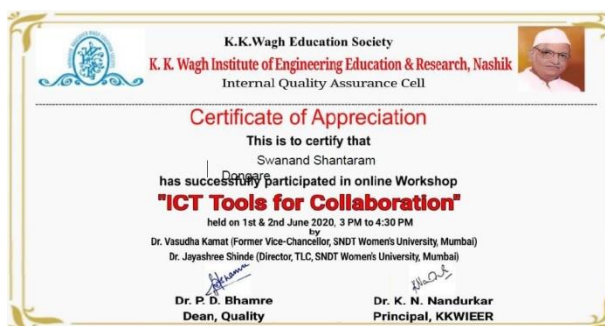 K.K.Wagh Education Society
K. K. Wagh Institute of Engineering Education & Research, Nashik
Internal Quality Assurance Cell
Certificate of Appreciation
This is to certify that
Swanand Shantaram
Dongare
has successfully participated in online Workshop
"ICT Tools for Collaboration"
held on 1st & 2nd June 2020, 3 PM to 4:30 PM
by
Dr. Vasudha Kamat (Former Vice-Chancellor, SNDT Women's University, Mumbai)
Dr. Jayashree Shinde (Director, TLC, SNDT Women's University, Mumbai)
Dr. P. D. Bhamre
Dr. K. N. Nandurkar
Dean, Quality
Principal, KKWIEER